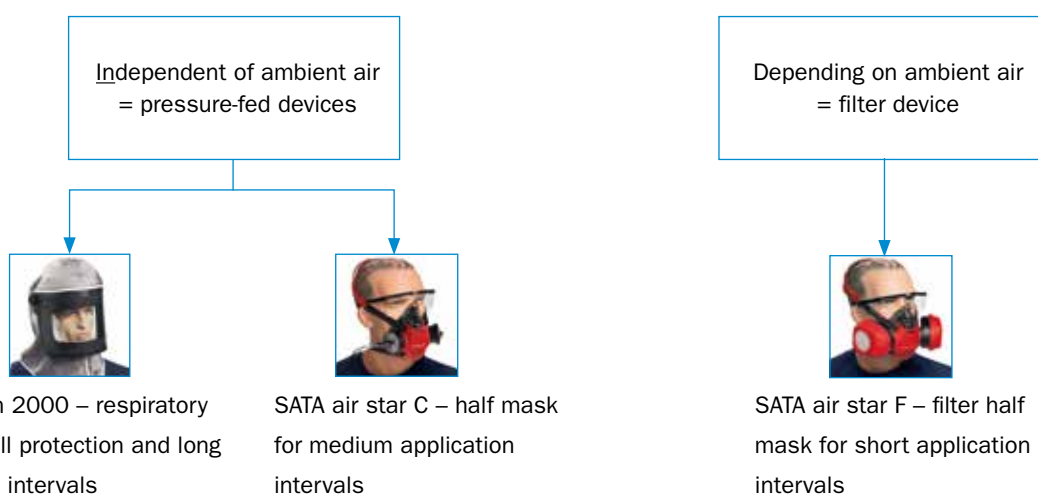 Independent of ambient air
= pressure-fed devices
Depending on ambient air
= filter device
2000 – respiratory
protection and long
intervals
SATA air star C – half mask
for medium application
intervals
SATA air star F – filter half
mask for short application
intervals